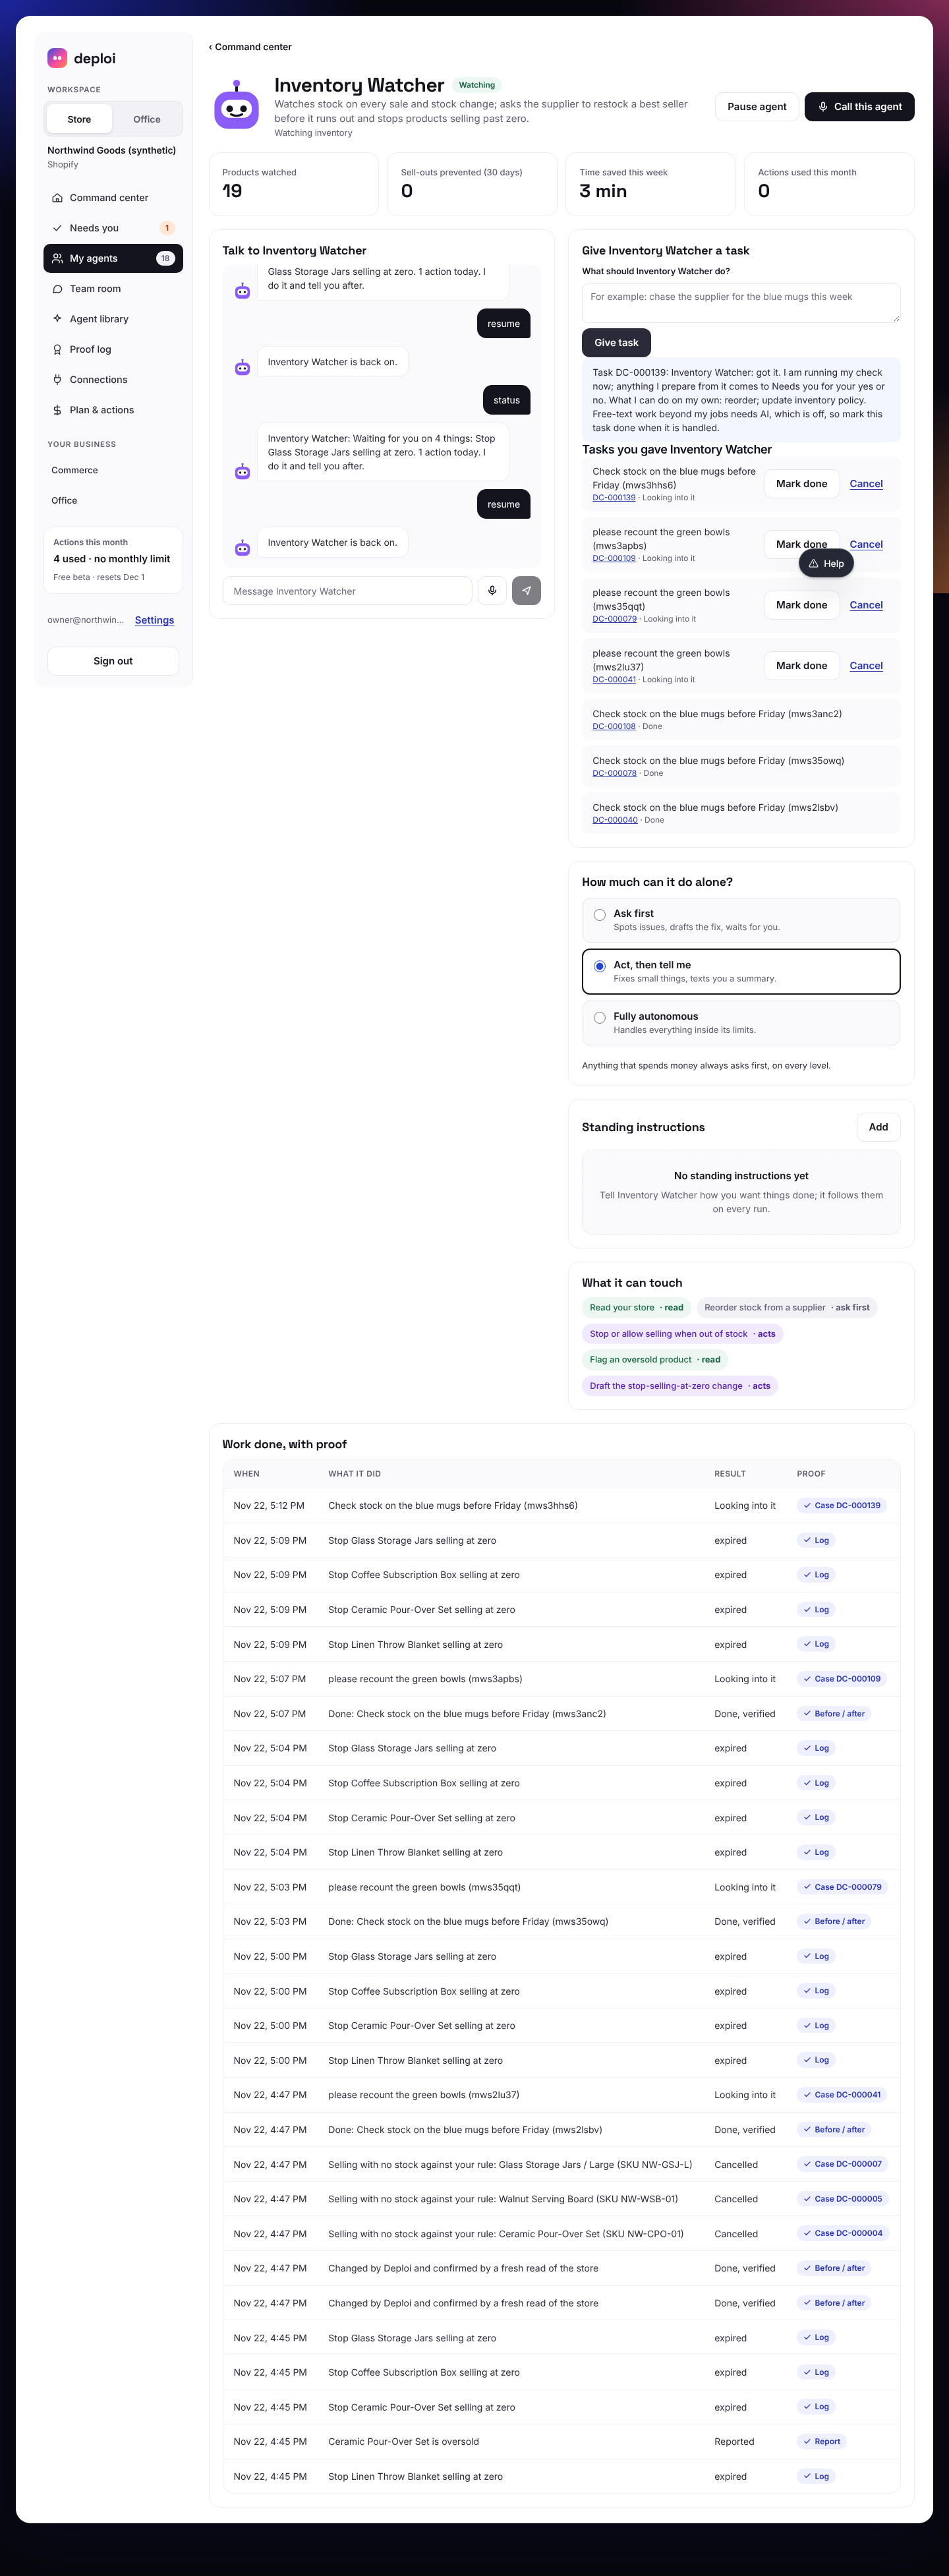 deploi
WORKSPACE
Store
Office
Northwind Goods (synthetic)
Shopify
Command center
Needs you
1
My agents
18
Team room
Agent library
Proof log
Connections
Plan & actions
YOUR BUSINESS
Commerce
Office
Actions this month
4 used · no monthly limit
Free beta · resets Dec 1
owner@northwin...
Settings
Sign out
‹ Command center
Inventory Watcher
Watching
Watches stock on every sale and stock change; asks the supplier to restock a best seller
before it runs out and stops products selling past zero.
Watching inventory
Pause agent
Call this agent
Products watched
19
Sell-outs prevented (30 days)
0
Time saved this week
3 min
Actions used this month
0
Talk to Inventory Watcher
Glass Storage Jars selling at zero. 1 action today. I
do it and tell you after.
resume
Inventory Watcher is back on.
status
Inventory Watcher: Waiting for you on 4 things: Stop
Glass Storage Jars selling at zero. 1 action today. I
do it and tell you after.
resume
Inventory Watcher is back on.
Message Inventory Watcher
Give Inventory Watcher a task
What should Inventory Watcher do?
For example: chase the supplier for the blue mugs this week
Give task
Task DC-000139: Inventory Watcher: got it. I am running my check
now; anything I prepare from it comes to Needs you for your yes or
no. What I can do on my own: reorder; update inventory policy.
Free-text work beyond my jobs needs AI, which is off, so mark this
task done when it is handled.
Tasks you gave Inventory Watcher
Check stock on the blue mugs before
Friday (mws3hhs6)
DC-000139 · Looking into it
Mark done
Cancel
please recount the green bowls
(mws3apbs)
DC-000109 · Looking into it
Mark done
Cancel
Help
please recount the green bowls
(mws35qqt)
DC-000079 · Looking into it
Mark done
Cancel
please recount the green bowls
(mws2lu37)
DC-000041 · Looking into it
Mark done
Cancel
Check stock on the blue mugs before Friday (mws3anc2)
DC-000108 · Done
Check stock on the blue mugs before Friday (mws35owq)
DC-000078 · Done
Check stock on the blue mugs before Friday (mws2lsbv)
DC-000040 · Done
How much can it do alone?
Ask first
Spots issues, drafts the fix, waits for you.
Act, then tell me
Fixes small things, texts you a summary.
Fully autonomous
Handles everything inside its limits.
Anything that spends money always asks first, on every level.
Standing instructions
Add
No standing instructions yet
Tell Inventory Watcher how you want things done; it follows them
on every run.
What it can touch
Read your store · read
Reorder stock from a supplier · ask first
Stop or allow selling when out of stock · acts
Flag an oversold product · read
Draft the stop-selling-at-zero change · acts
Work done, with proof
WHEN WHAT IT DID RESULT PROOF
Nov 22, 5:12 PM Check stock on the blue mugs before Friday (mws3hhs6) Looking into it Case DC-000139
Nov 22, 5:09 PM Stop Glass Storage Jars selling at zero expired Log
Nov 22, 5:09 PM Stop Coffee Subscription Box selling at zero expired Log
Nov 22, 5:09 PM Stop Ceramic Pour-Over Set selling at zero expired Log
Nov 22, 5:09 PM Stop Linen Throw Blanket selling at zero expired Log
Nov 22, 5:07 PM please recount the green bowls (mws3apbs) Looking into it Case DC-000109
Nov 22, 5:07 PM Done: Check stock on the blue mugs before Friday (mws3anc2) Done, verified Before / after
Nov 22, 5:04 PM Stop Glass Storage Jars selling at zero expired Log
Nov 22, 5:04 PM Stop Coffee Subscription Box selling at zero expired Log
Nov 22, 5:04 PM Stop Ceramic Pour-Over Set selling at zero expired Log
Nov 22, 5:04 PM Stop Linen Throw Blanket selling at zero expired Log
Nov 22, 5:03 PM please recount the green bowls (mws35qqt) Looking into it Case DC-000079
Nov 22, 5:03 PM Done: Check stock on the blue mugs before Friday (mws35owq) Done, verified Before / after
Nov 22, 5:00 PM Stop Glass Storage Jars selling at zero expired Log
Nov 22, 5:00 PM Stop Coffee Subscription Box selling at zero expired Log
Nov 22, 5:00 PM Stop Ceramic Pour-Over Set selling at zero expired Log
Nov 22, 5:00 PM Stop Linen Throw Blanket selling at zero expired Log
Nov 22, 4:47 PM please recount the green bowls (mws2lu37) Looking into it Case DC-000041
Nov 22, 4:47 PM Done: Check stock on the blue mugs before Friday (mws2lsbv) Done, verified Before / after
Nov 22, 4:47 PM Selling with no stock against your rule: Glass Storage Jars / Large (SKU NW-GSJ-L) Cancelled Case DC-000007
Nov 22, 4:47 PM Selling with no stock against your rule: Walnut Serving Board (SKU NW-WSB-01) Cancelled Case DC-000005
Nov 22, 4:47 PM Selling with no stock against your rule: Ceramic Pour-Over Set (SKU NW-CPO-01) Cancelled Case DC-000004
Nov 22, 4:47 PM Changed by Deploi and confirmed by a fresh read of the store Done, verified Before / after
Nov 22, 4:47 PM Changed by Deploi and confirmed by a fresh read of the store Done, verified Before / after
Nov 22, 4:45 PM Stop Glass Storage Jars selling at zero expired Log
Nov 22, 4:45 PM Stop Coffee Subscription Box selling at zero expired Log
Nov 22, 4:45 PM Stop Ceramic Pour-Over Set selling at zero expired Log
Nov 22, 4:45 PM Ceramic Pour-Over Set is oversold Reported Report
Nov 22, 4:45 PM Stop Linen Throw Blanket selling at zero expired Log